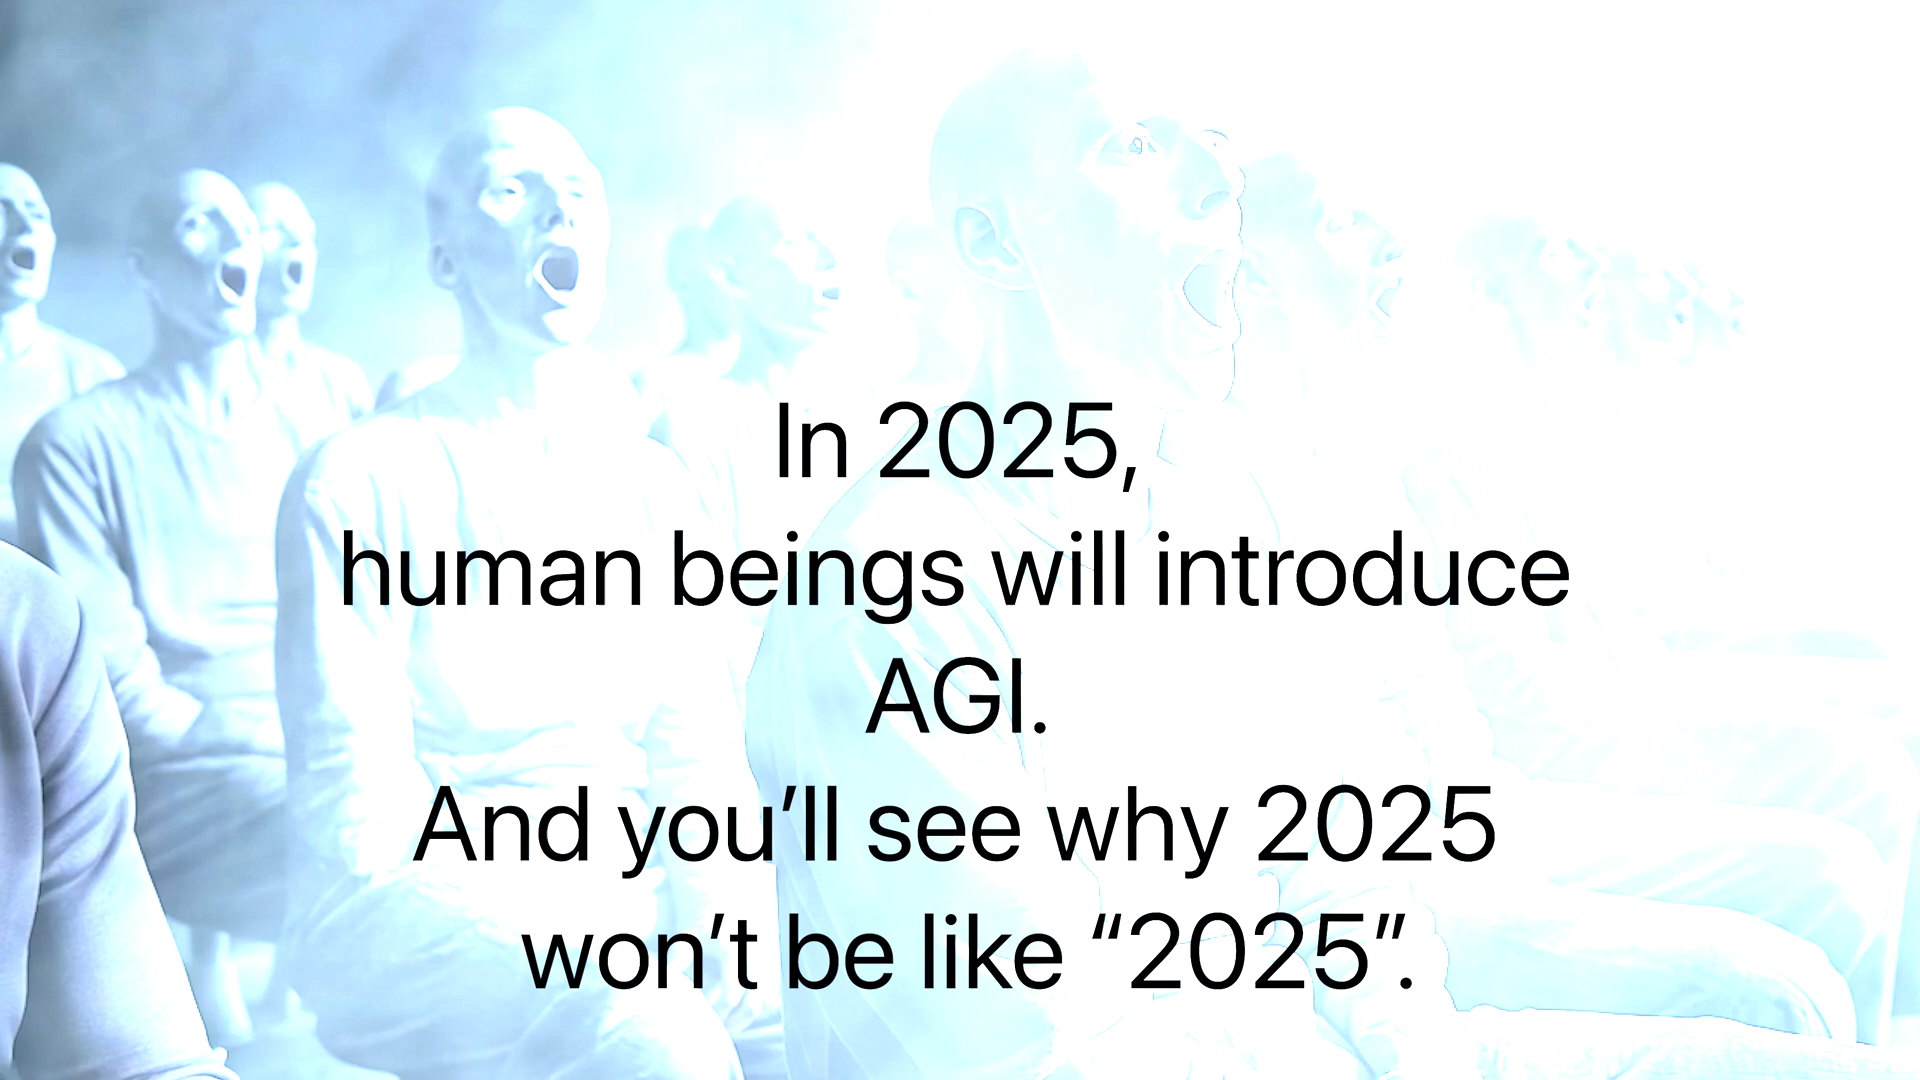 In 2025,
human beings will introduce
AGI.
And you’ll see why 2025
won’t be like “2025”.